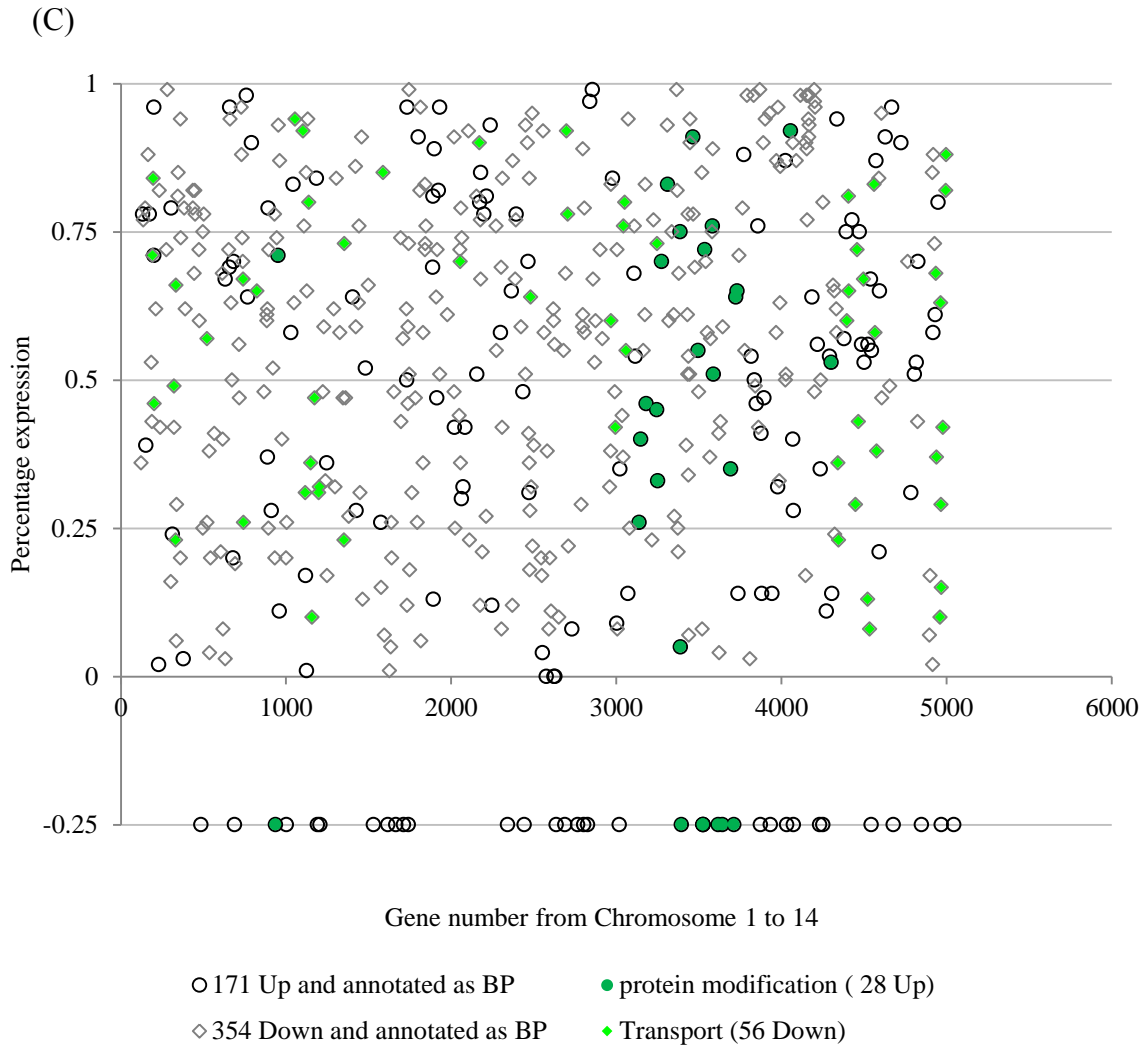 (C)
1
0.75
0.5
0.25
0
-0.25
0 1000 2000 3000 4000 5000 6000
Percentage expression
Gene number from Chromosome 1 to 14
171 Up and annotated as BP
protein modification ( 28 Up)
354 Down and annotated as BP
Transport (56 Down)